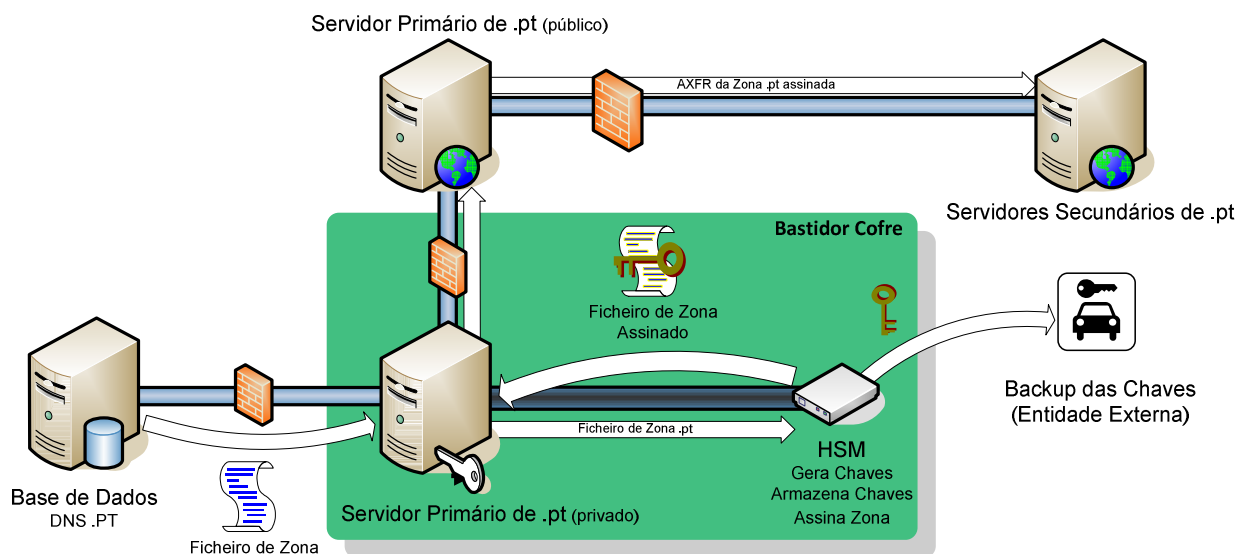 Servidor Primário de .pt (público)
AXFR da Zona .pt assinada
Servidores Secundários de .pt
Bastidor Cofre
Ficheiro de Zona
Assinado
Backup das Chaves
(Entidade Externa)
Ficheiro de Zona .pt
HSM
Gera Chaves
Armazena Chaves
Assina Zona
Base de Dados
DNS .PT
Servidor Primário de .pt (privado)
Ficheiro de Zona